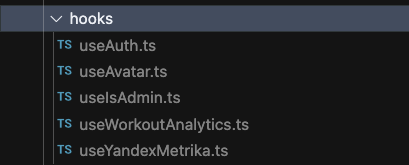 hooks
TS useAuth.ts
TS useAvatar.ts
TS useIsAdmin.ts
TS useWorkoutAnalytics.ts
TS useYandexMetrika.ts